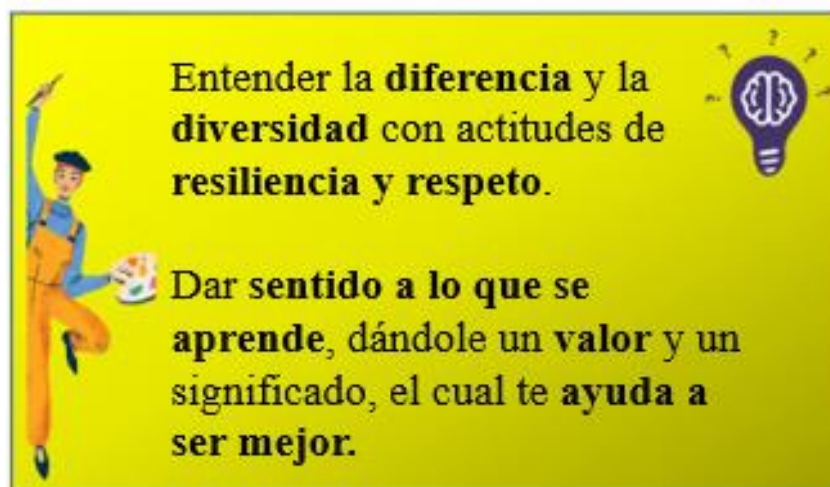 Entender la diferencia y la
diversidad con actitudes de
resiliencia y respeto.
Dar sentido a lo que se
aprende, dándole un valor y un
significado, el cual te ayuda a
ser mejor.